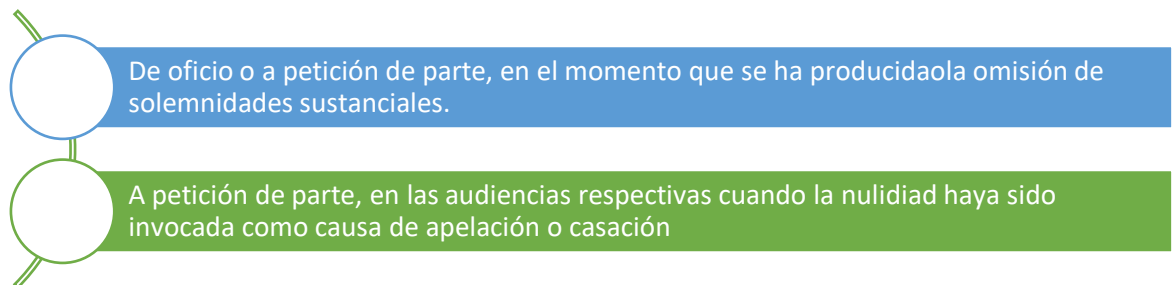 De oficio o a petición de parte, en el momento que se ha producidaola omisión de
solemnidades sustanciales.
A petición de parte, en las audiencias respectivas cuando la nulidiad haya sido
invocada como causa de apelación o casación